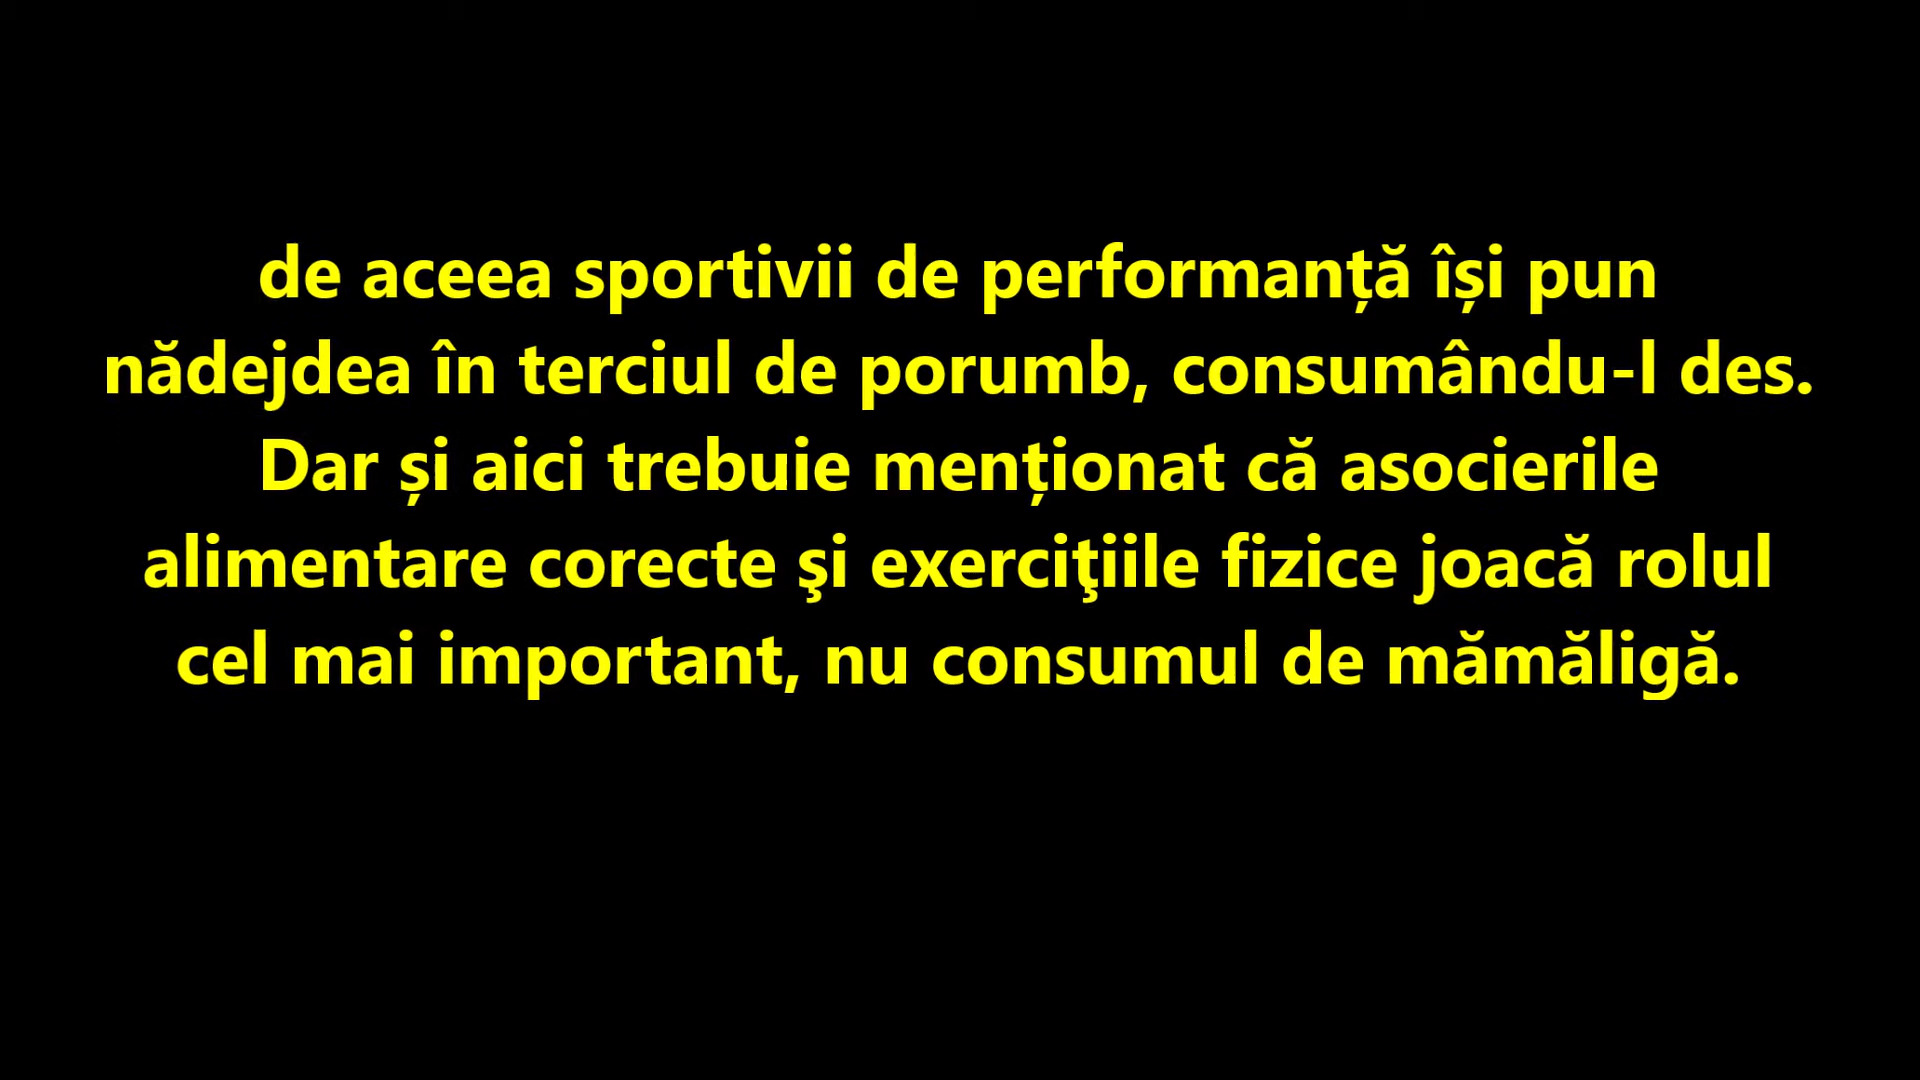 de aceea sportivii de performanță își pun
nădejdea în terciul de porumb, consumându-l des.
Dar și aici trebuie menționat că asocierile
alimentare corecte şi exerciţiile fizice joacă rolul
cel mai important, nu consumul de mămăligă.